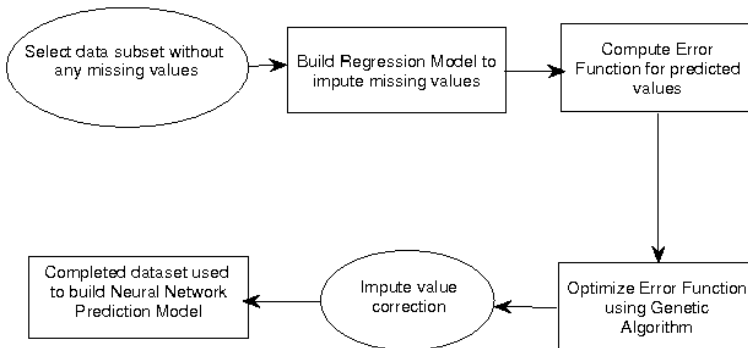 Select data subset without
any missing values
Build Regression Model to
impute missing values
Compute Error
Function for predicted
values
Optimize Error Function
using Genetic
Algorithm
Impute value
correction
Completed dataset used
to build Neural Network
Prediction Model